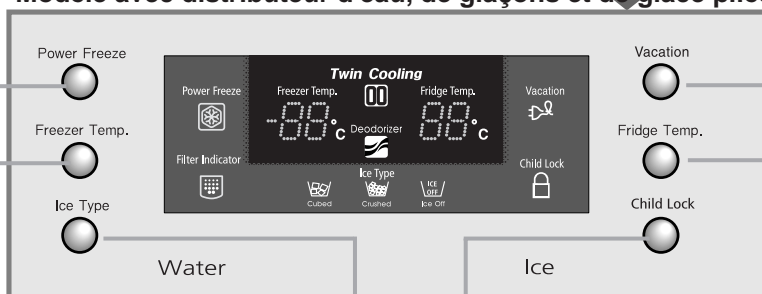 Modèle avec distributeur d'eau, de glaçons et de glace pilée
Power Freeze
Vacation
Twin Cooling
Power Freeze
Freezer Temp.
Fridge Temp.
Vacation
-88°C
88°C
Freezer Temp.
Deodorizer
Fridge Temp.
Filter Indicator
Child Lock
Ice Type
ICE OFF
Cubed
Crushed
Ice Off
Ice Type
Child Lock
Water
Ice